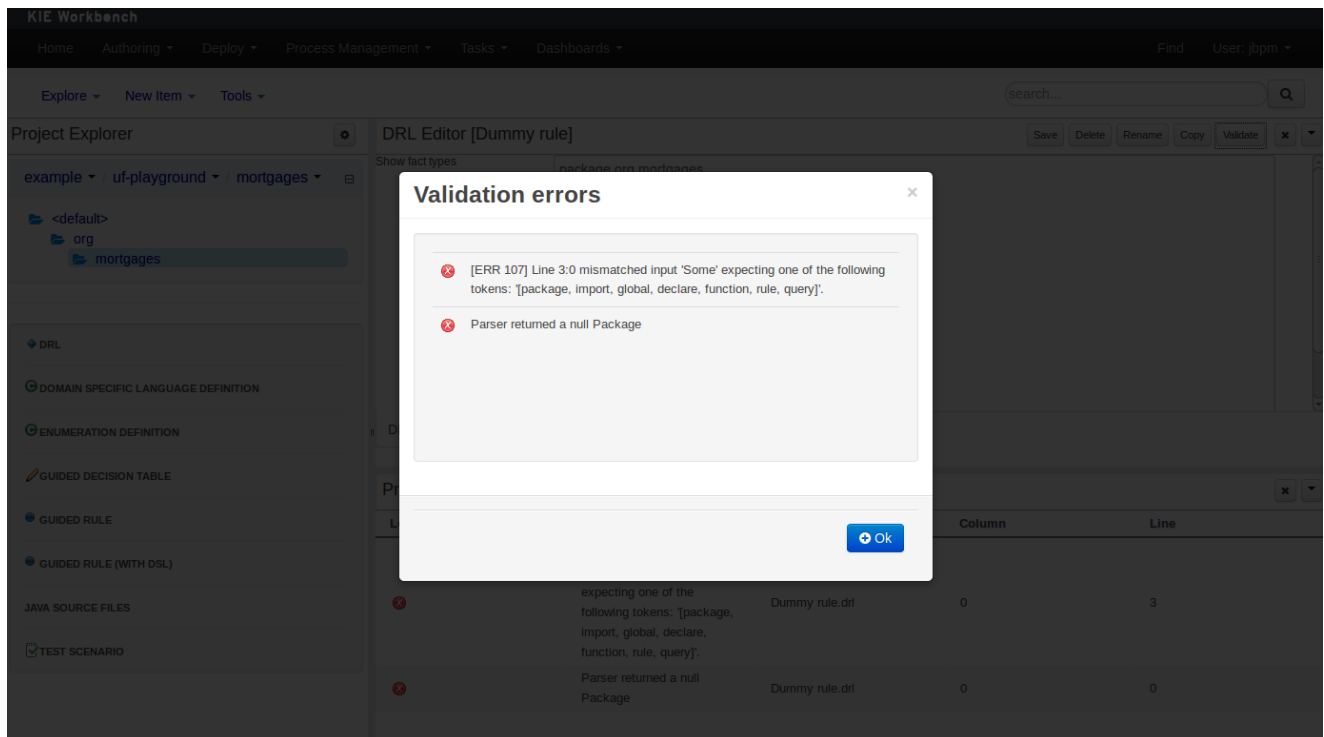 KIE Workbench
Home Authoring Deploy Process Management Tasks Dashboards Find User: jbpm
Explore New Item Tools search...
Project Explorer
DRL Editor [Dummy rule] Save Delete Rename Copy Validate
example / uf-playground / mortgages
Show fact types
package org.mortgages
<default>
org
mortgages
Validation errors
[ERR 107] Line 3:0 mismatched input 'Some' expecting one of the following
tokens: '[package, import, global, declare, function, rule, query]'.
Parser returned a null Package
Ok
DRL
DOMAIN SPECIFIC LANGUAGE DEFINITION
ENUMERATION DEFINITION
GUIDED DECISION TABLE
GUIDED RULE
GUIDED RULE (WITH DSL)
JAVA SOURCE FILES
TEST SCENARIO
Column Line
expecting one of the
following tokens: '[package,
import, global, declare,
function, rule, query]'.
Dummy rule.drl 0 3
Parser returned a null
Package
Dummy rule.drl 0 0